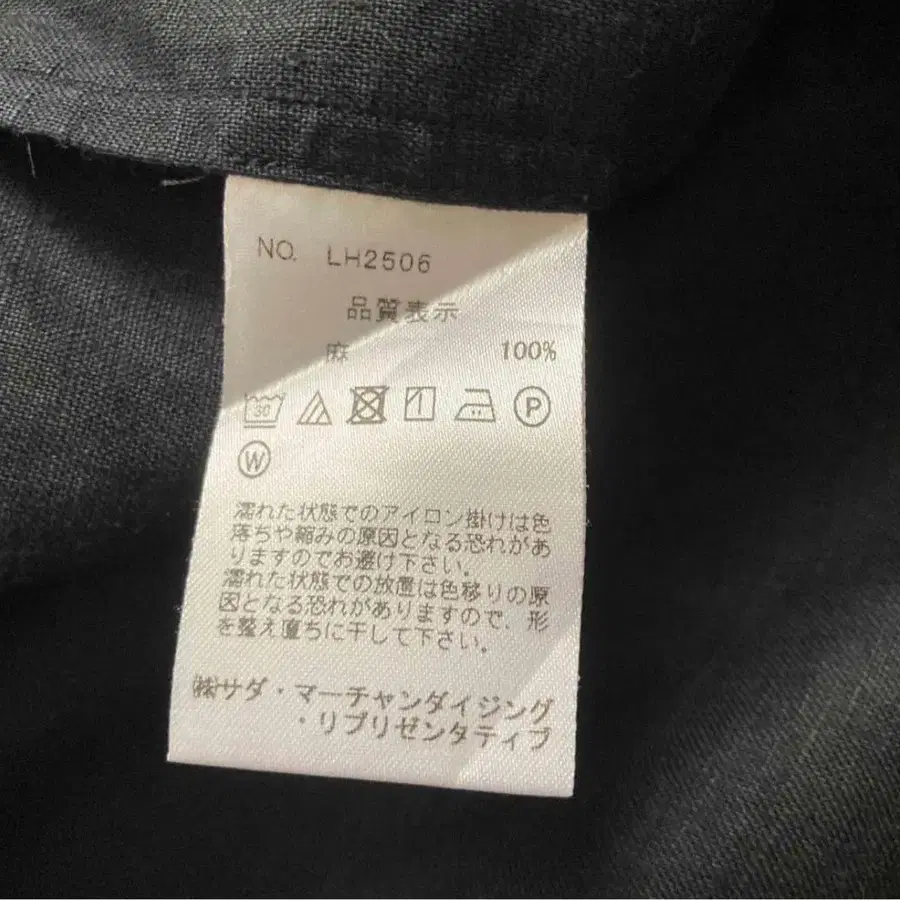 NO. LH2506
品質表示
麻 100%
30 P
W
濡れた状態でのアイロン掛けは色
落ちや縮みの原因となる恐れがあ
りますのでお避け下さい。
濡れた状態での放置は色移りの原
因となる恐れがありますので、形
を整え直ちに干して下さい。
㈱サダ・マーチャンダイジング
・リプリゼンタティブ